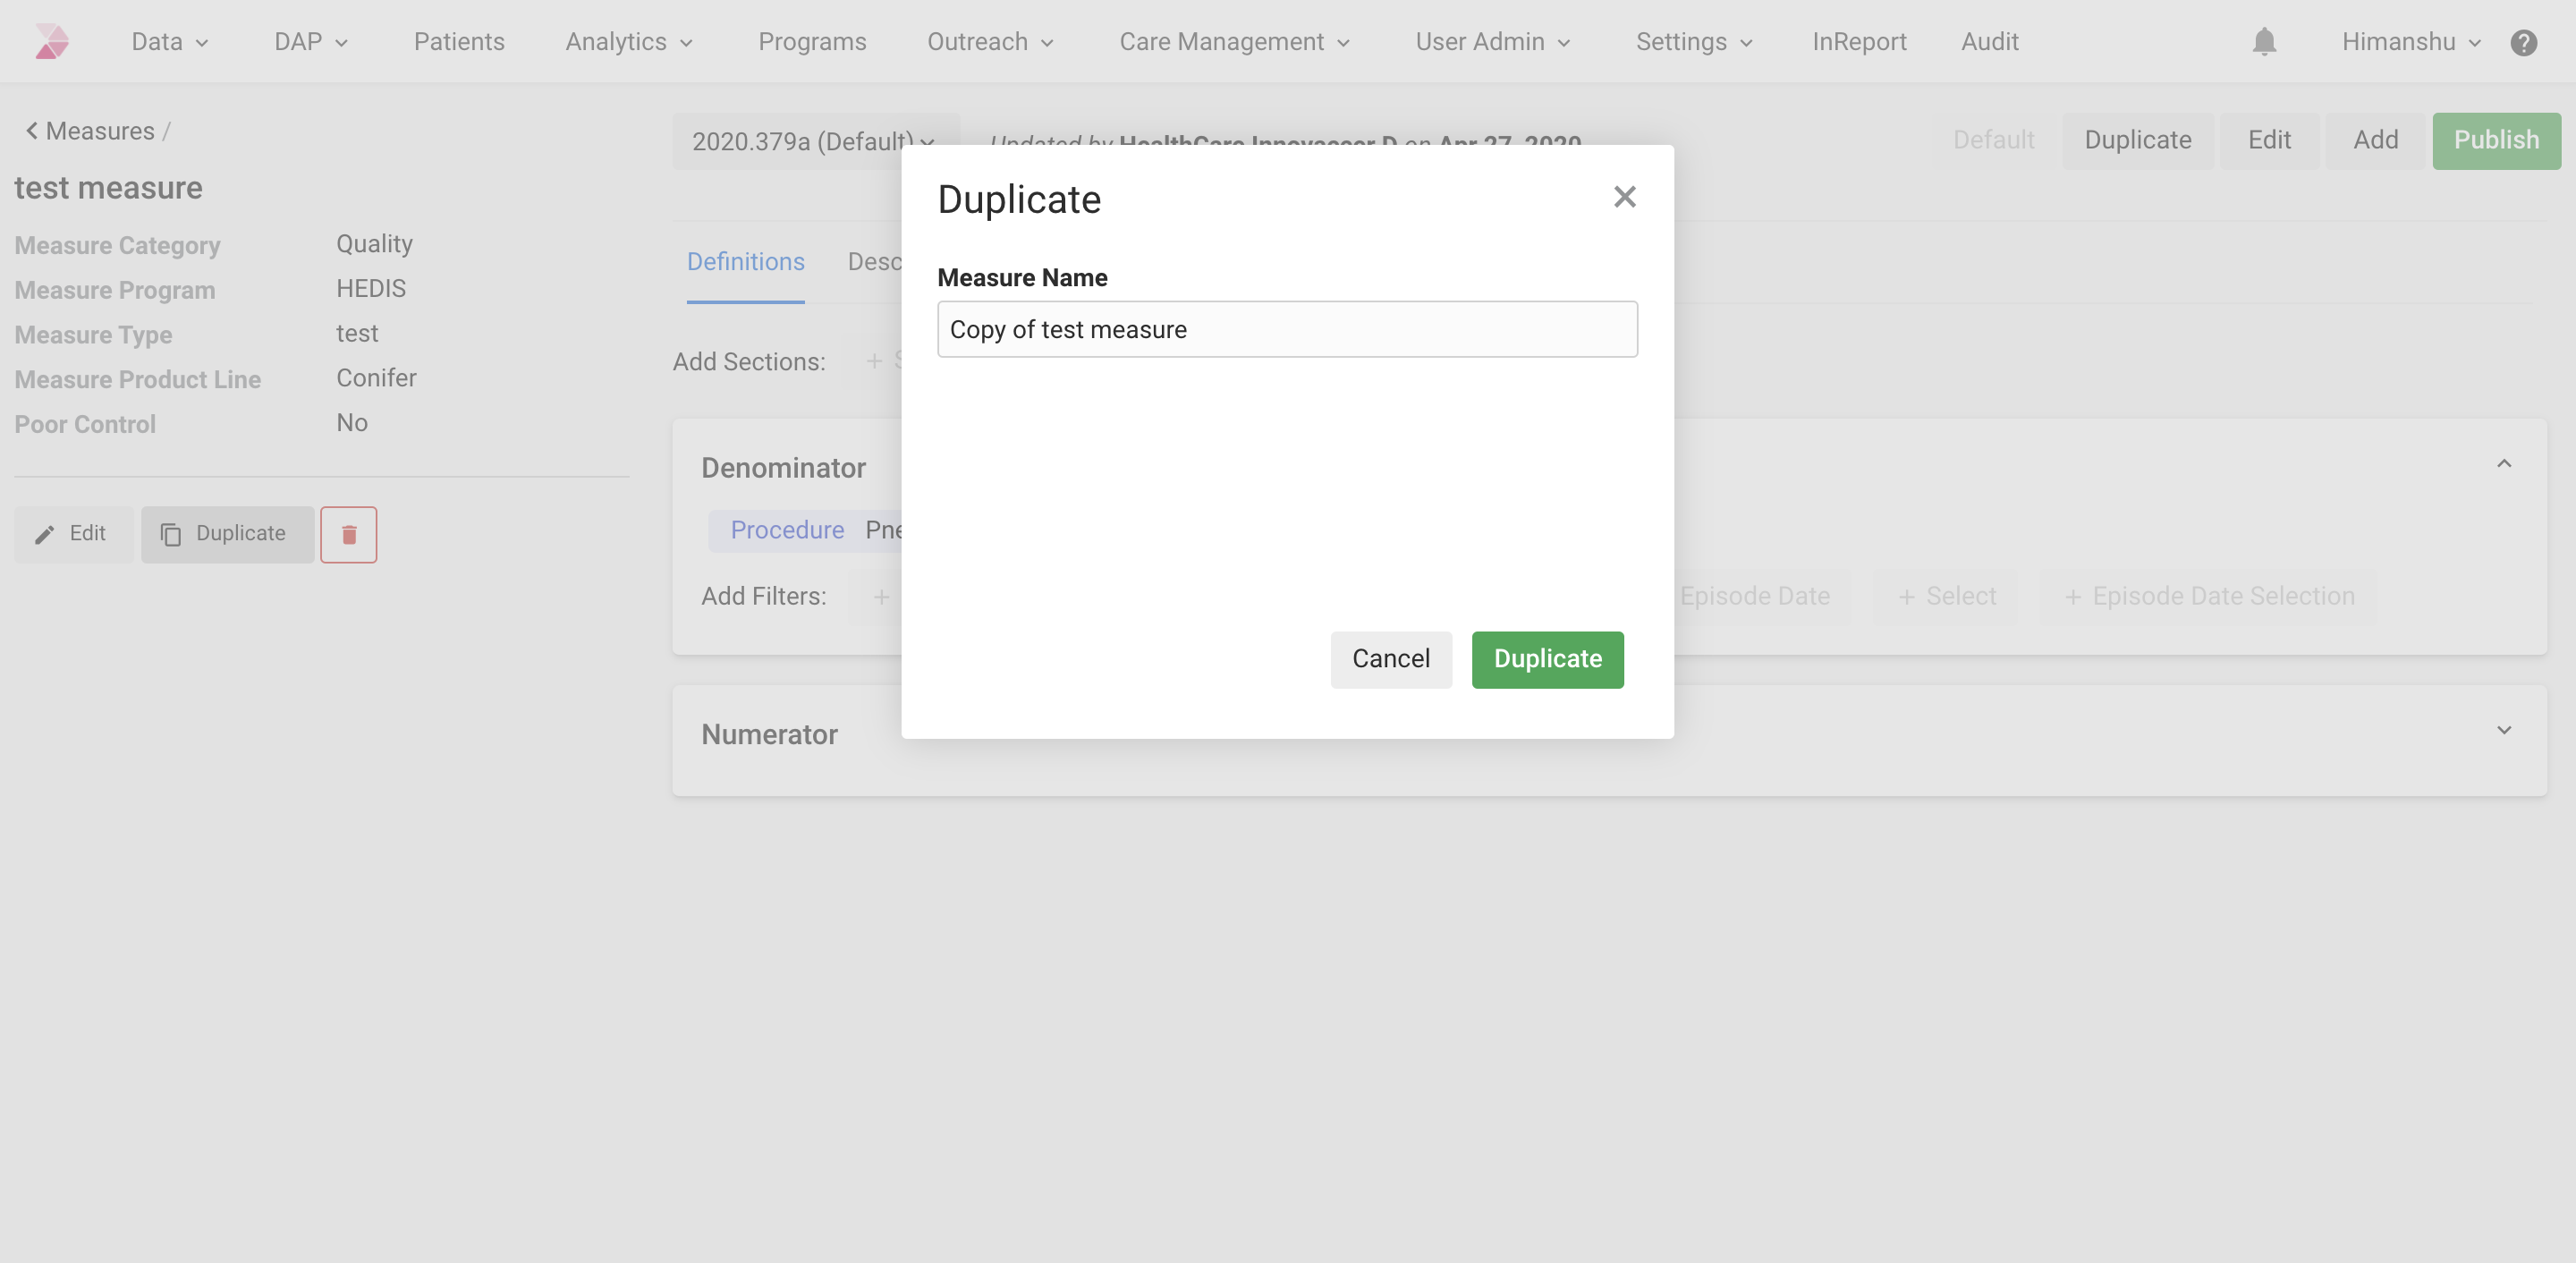 Data DAP Patients Analytics Programs Outreach Care Management User Admin Settings InReport Audit Himanshu
Measures /
test measure
Measure Category Quality
Measure Program HEDIS
Measure Type test
Measure Product Line Conifer
Poor Control No
Edit Duplicate
2020.379a (Default) Updated by HealthCare Innovaccer D on Apr 27, 2020
Default Duplicate Edit Add Publish
Definitions
Add Sections: +
Denominator
Procedure
Add Filters: + Episode Date + Select + Episode Date Selection
Numerator
Duplicate
Measure Name
Copy of test measure
Cancel Duplicate